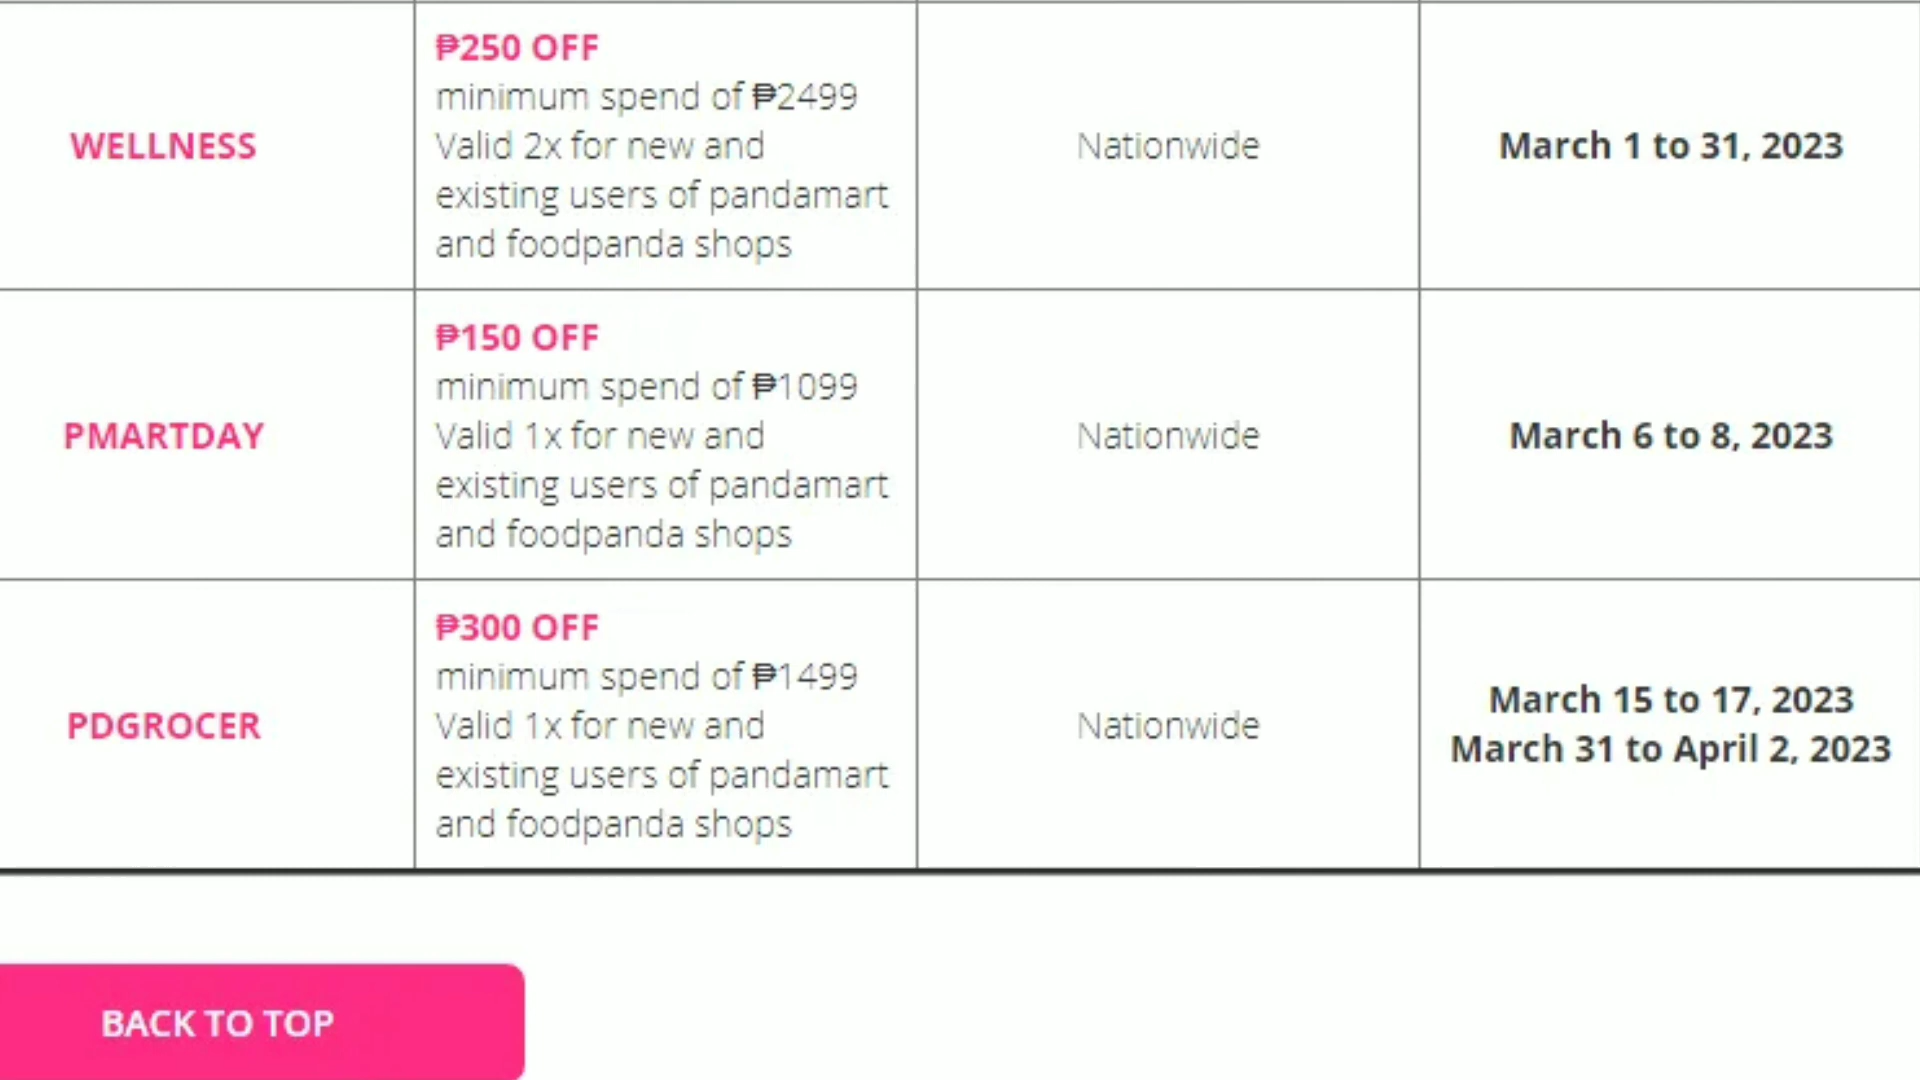 ₱250 OFF
minimum spend of ₱2499
WELLNESS
Valid 2x for new and
existing users of pandamart
and foodpanda shops
Nationwide
March 1 to 31, 2023
₱150 OFF
minimum spend of ₱1099
PMARTDAY
Valid 1x for new and
existing users of pandamart
and foodpanda shops
Nationwide
March 6 to 8, 2023
₱300 OFF
minimum spend of ₱1499
PDGROCER
Valid 1x for new and
existing users of pandamart
and foodpanda shops
Nationwide
March 15 to 17, 2023
March 31 to April 2, 2023
BACK TO TOP